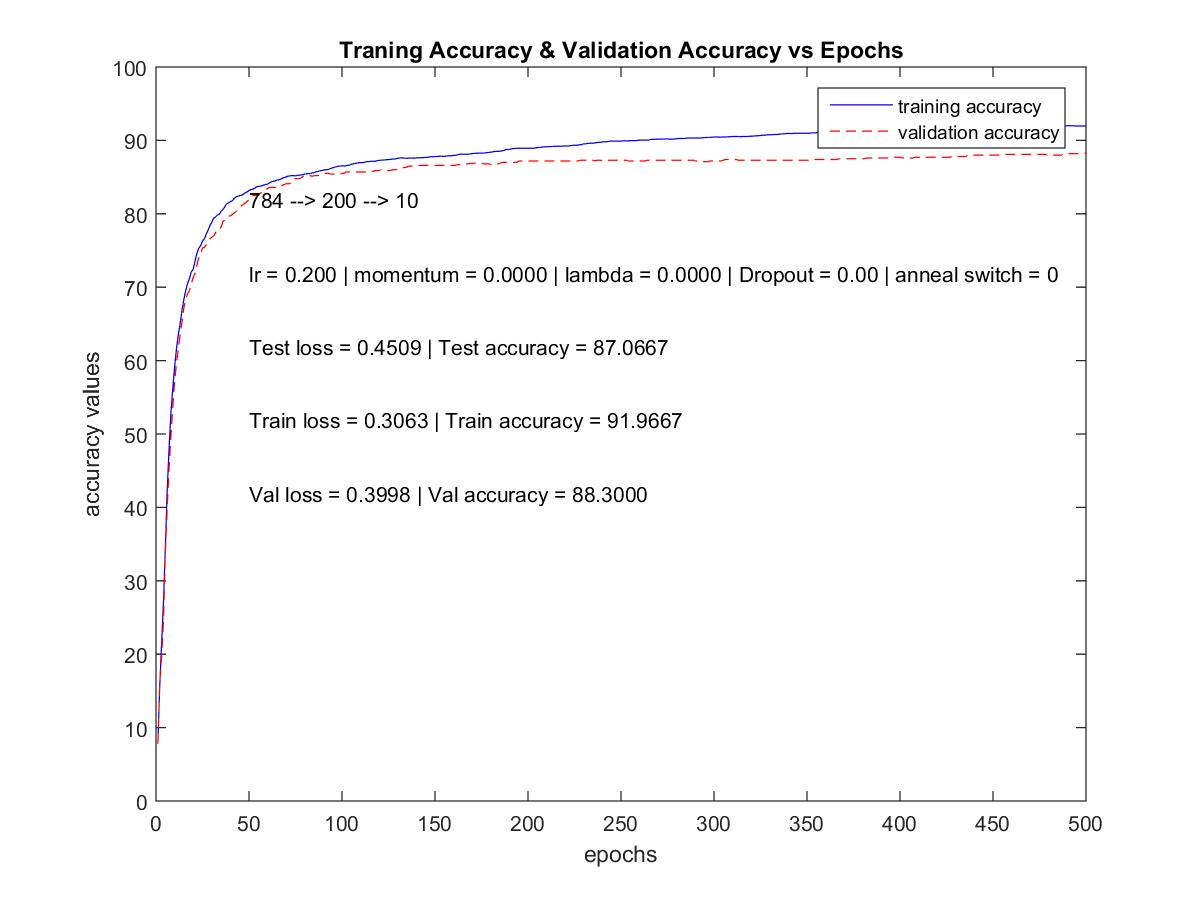 Traning Accuracy & Validation Accuracy vs Epochs
100
90
80
70
60
50
40
30
20
10
0
accuracy values
training accuracy
validation accuracy
784 --> 200 --> 10
lr = 0.200 | momentum = 0.0000 | lambda = 0.0000 | Dropout = 0.00 | anneal switch = 0
Test loss = 0.4509 | Test accuracy = 87.0667
Train loss = 0.3063 | Train accuracy = 91.9667
Val loss = 0.3998 | Val accuracy = 88.3000
0 50 100 150 200 250 300 350 400 450 500
epochs